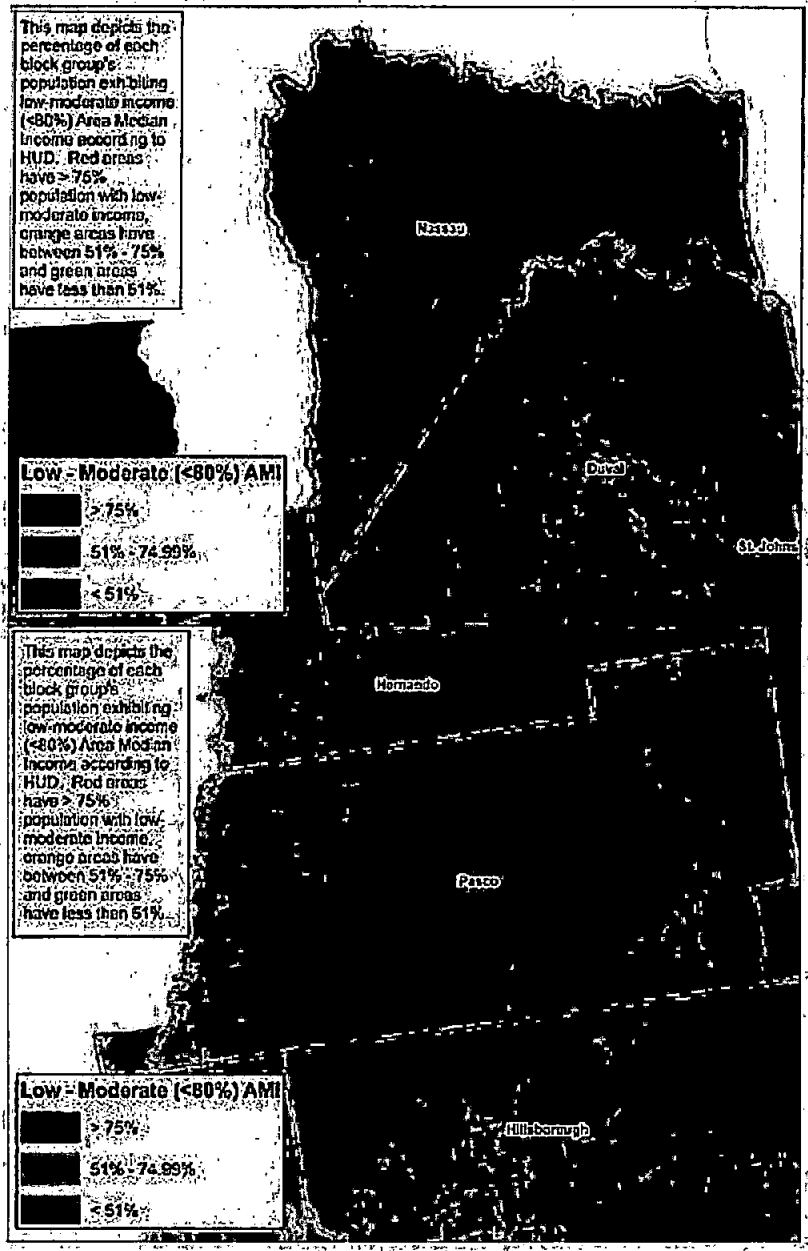 This map depicts the
percentage of each
block group's
population exhibiting
low-moderate income
(<80%) Area Median
Income according to
HUD. Red areas
have > 75%
population with low-
moderate income,
orange areas have
between 51% - 75%
and green areas
have less than 51%.
Nassau
Low - Moderate (<80%) AMI
> 75%
51% - 74.99%
< 51%
Duval
St. Johns
This map depicts the
percentage of each
block group's
population exhibiting
low-moderate income
(<80%) Area Median
Income according to
HUD. Red areas
have > 75%
population with low-
moderate income,
orange areas have
between 51% - 75%
and green areas
have less than 51%.
Hernando
Pasco
Low - Moderate (<80%) AMI
> 75%
51% - 74.99%
< 51%
Hillsborough